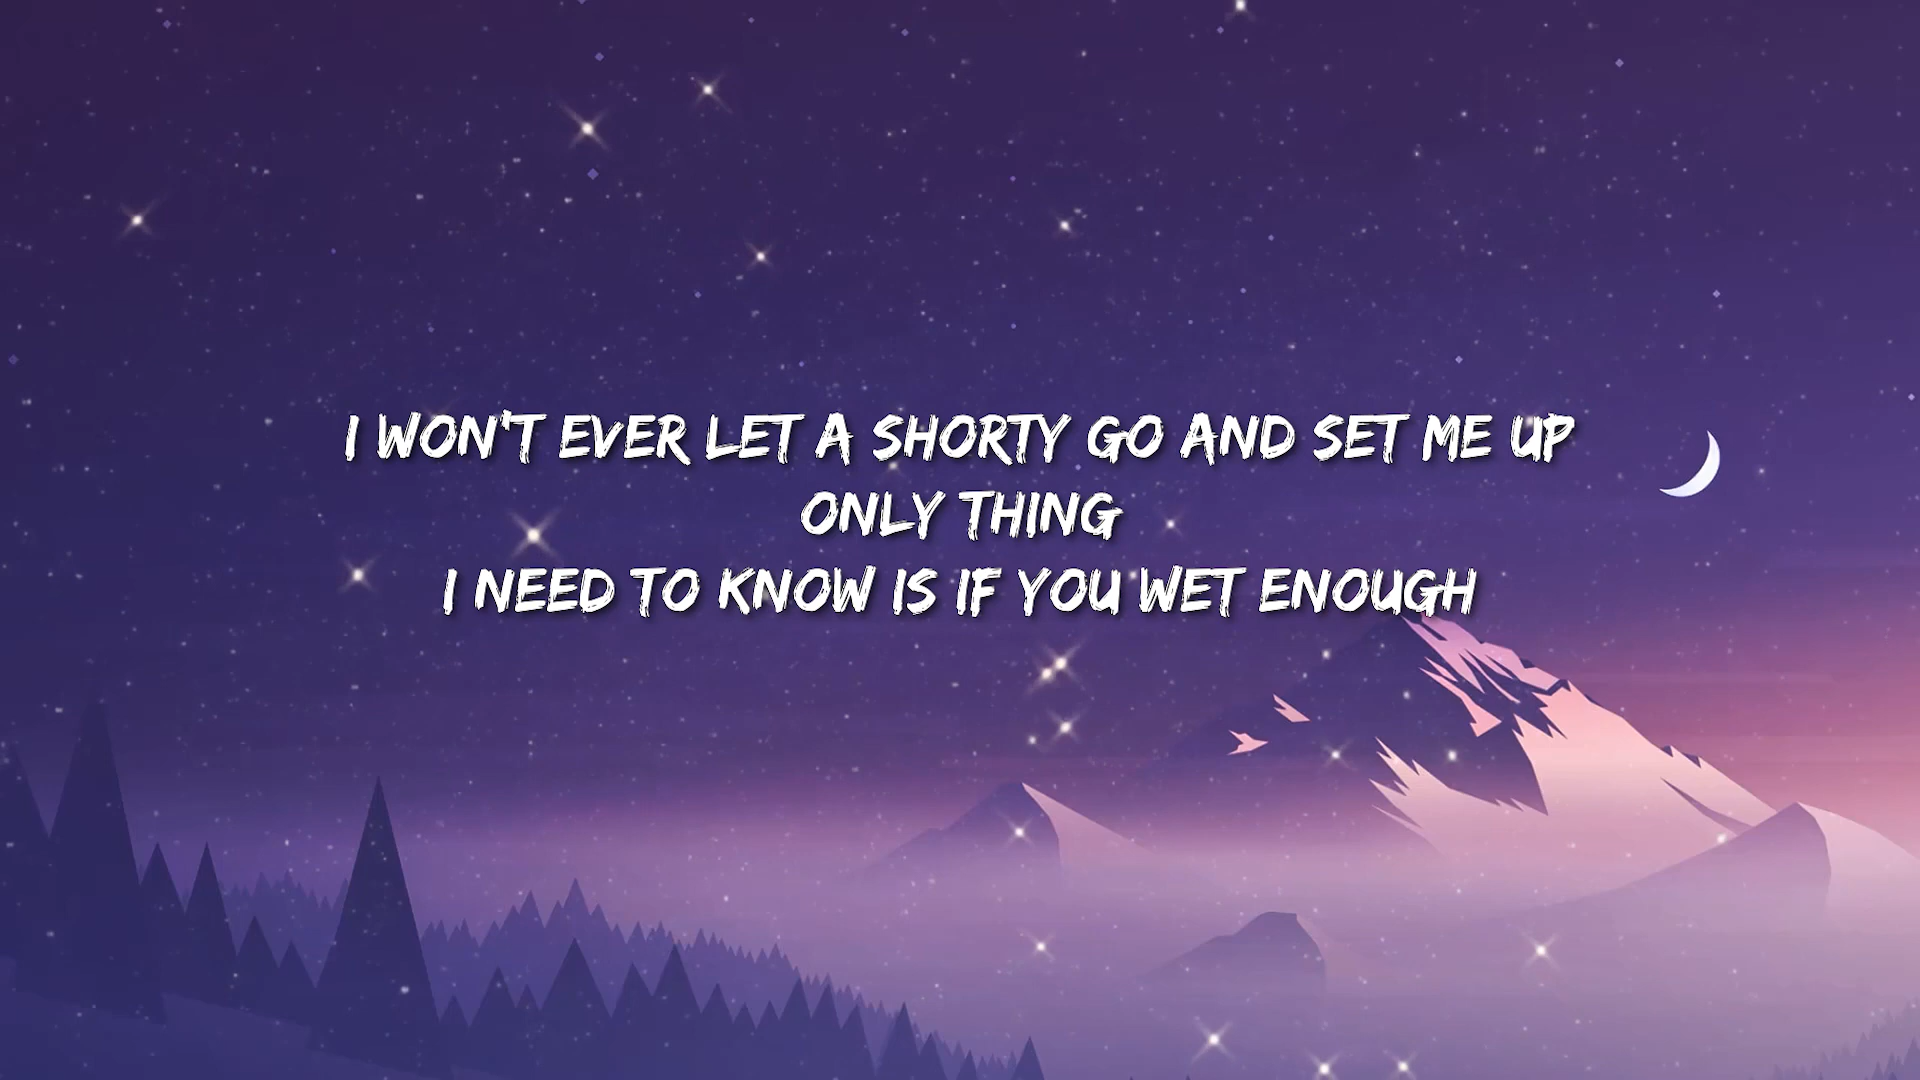 I WON'T EVER LET A SHORTY GO AND SET ME UP
ONLY THING
I NEED TO KNOW IS IF YOU WET ENOUGH